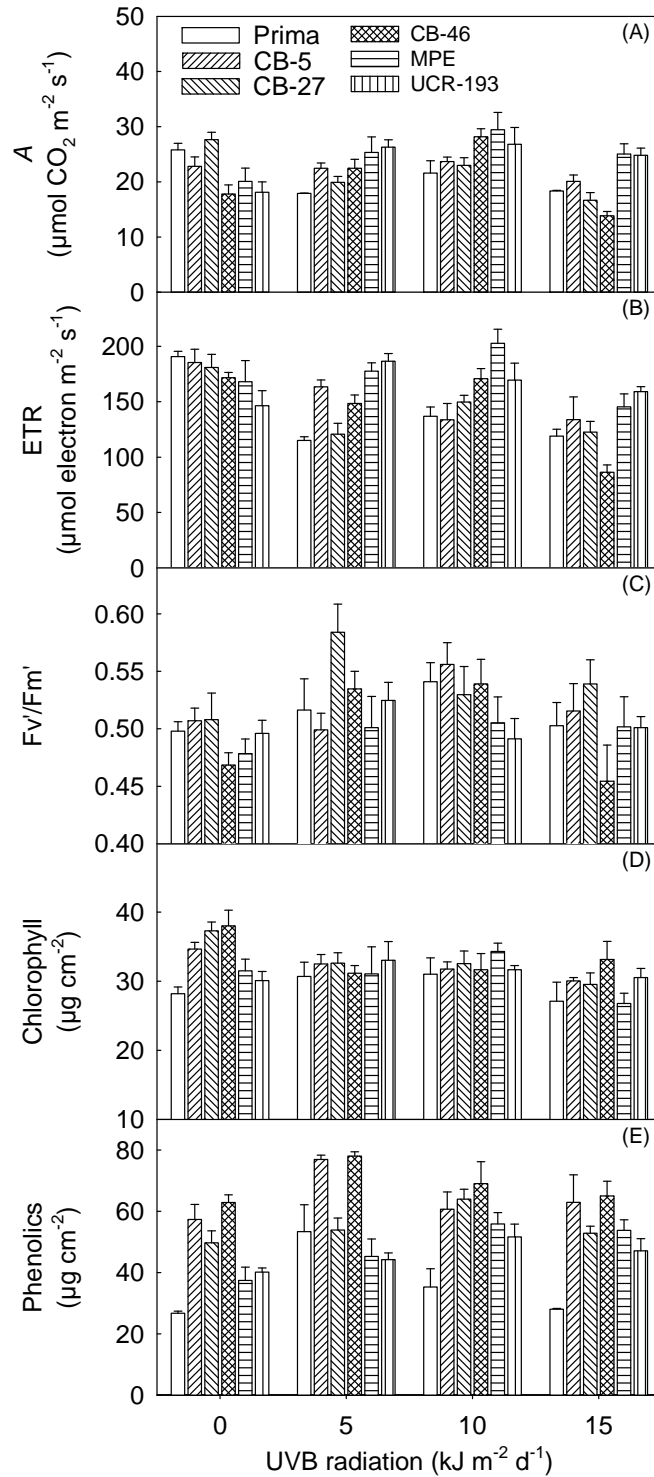 50
(A)
Prima
CB-46
CB-5
MPE
CB-27
UCR-193
40
30
20
10
0
A
(µmol CO2 m-2 s-1)
(B)
200
150
100
50
0
ETR
(µmol electron m-2 s-1)
(C)
0.60
0.55
0.50
0.45
0.40
Fv'/Fm'
(D)
40
30
20
10
Chlorophyll
(µg cm-2)
(E)
80
60
40
20
0
Phenolics
(µg cm-2)
0 5 10 15
UVB radiation (kJ m-2 d-1)